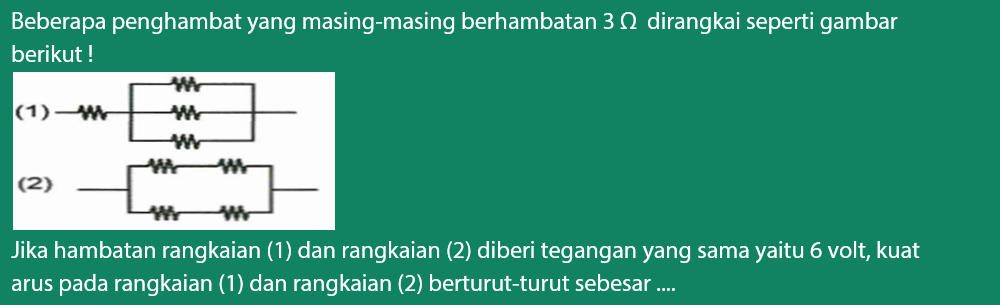 Beberapa penghambat yang masing-masing berhambatan 3 Ω dirangkai seperti gambar
berikut !
(1)
(2)
Jika hambatan rangkaian (1) dan rangkaian (2) diberi tegangan yang sama yaitu 6 volt, kuat
arus pada rangkaian (1) dan rangkaian (2) berturut-turut sebesar ....